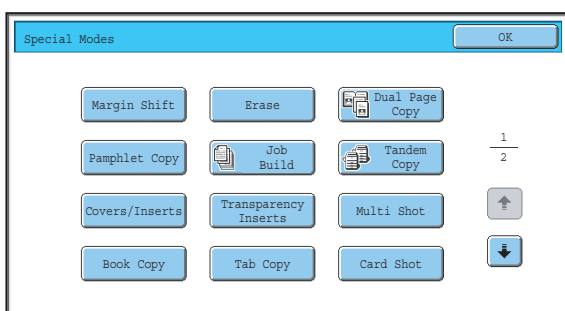 Special Modes
OK
Margin Shift
Erase
Dual Page
Copy
Pamphlet Copy
Job
Build
Tandem
Copy
1
2
Covers/Inserts
Transparency
Inserts
Multi Shot
Book Copy
Tab Copy
Card Shot